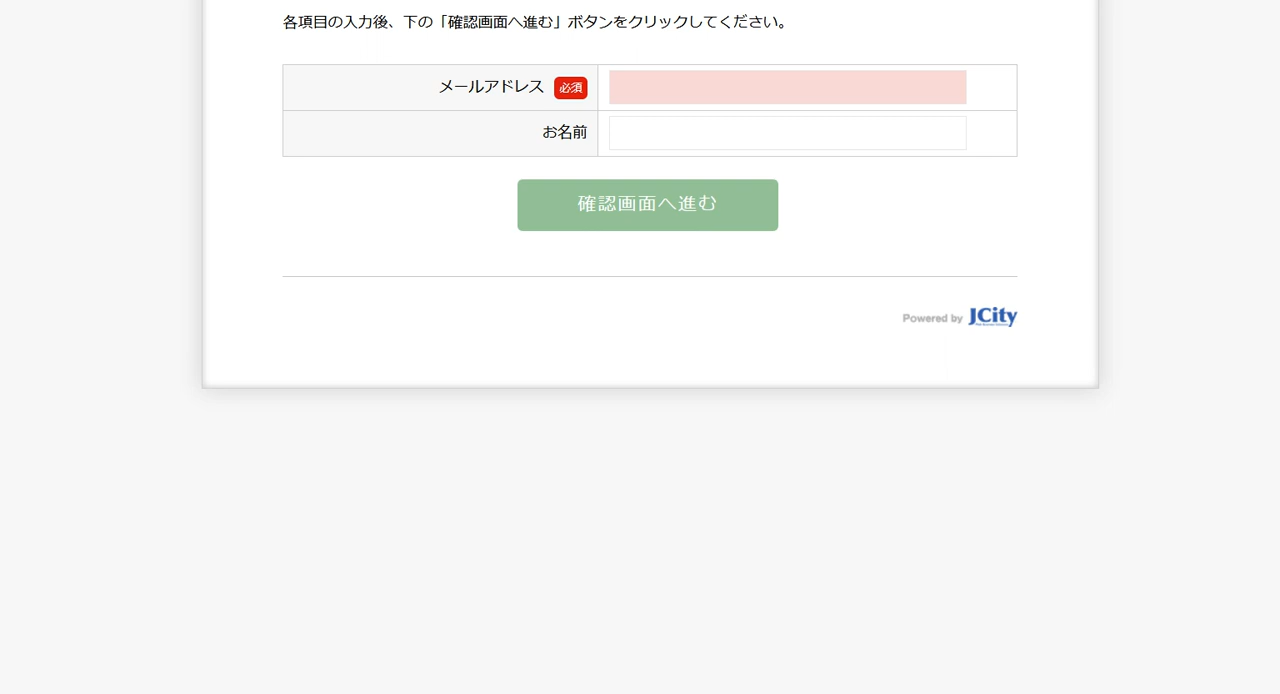 各項目の入力後、下の「確認画面へ進む」ボタンをクリックしてください。
メールアドレス 必須
お名前
確認画面へ進む
Powered by JCity